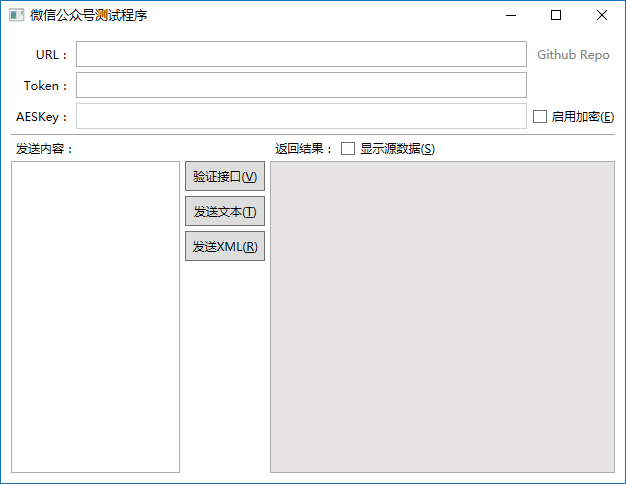 微信公众号测试程序
URL： Github Repo
Token：
AESKey： 启用加密(E)
发送内容： 返回结果： 显示源数据(S)
验证接口(V)
发送文本(T)
发送XML(R)